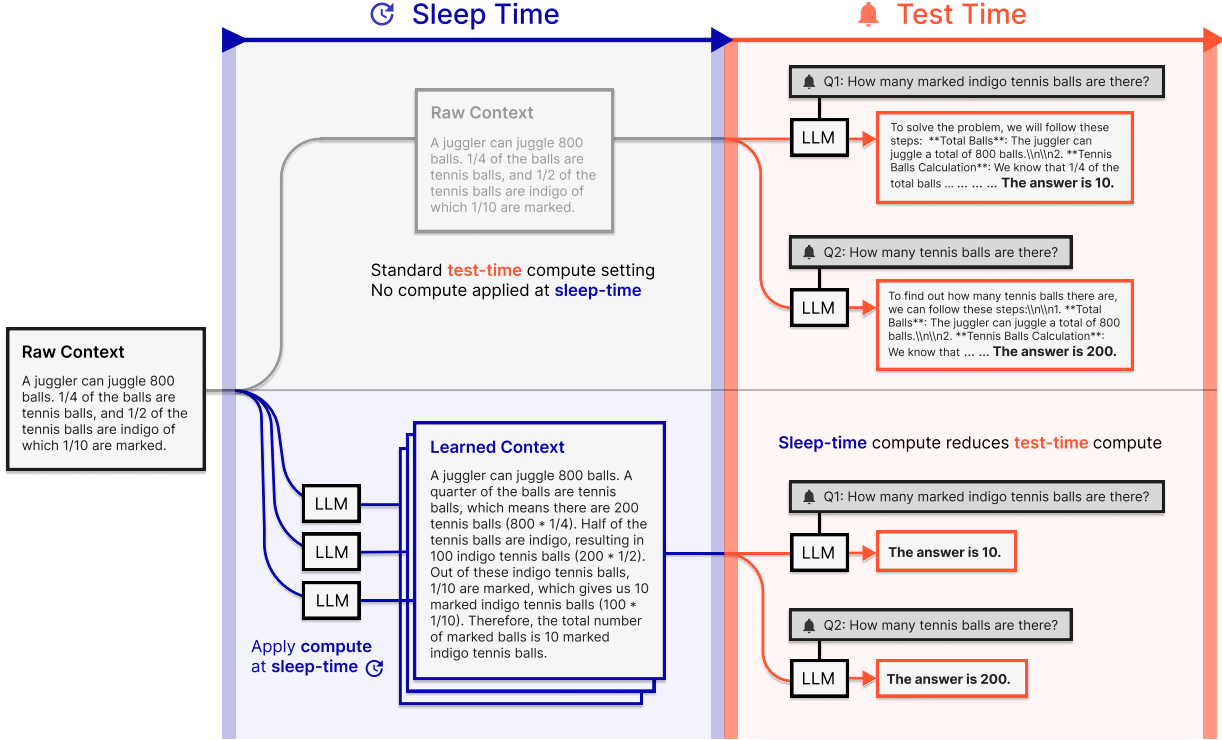 Sleep Time
Test Time
Raw Context
A juggler can juggle 800
balls. 1/4 of the balls are
tennis balls, and 1/2 of the
tennis balls are indigo of
which 1/10 are marked.
Raw Context
A juggler can juggle 800
balls. 1/4 of the balls are
tennis balls, and 1/2 of the
tennis balls are indigo of
which 1/10 are marked.
Standard test-time compute setting
No compute applied at sleep-time
Q1: How many marked indigo tennis balls are there?
LLM
To solve the problem, we will follow these
steps: **Total Balls**: The juggler can
juggle a total of 800 balls.\\n\\n2. **Tennis
Balls Calculation**: We know that 1/4 of the
total balls ... ... ... ... The answer is 10.
Q2: How many tennis balls are there?
LLM
To find out how many tennis balls there are,
we can follow these steps:\\n\\n1. **Total
Balls**: The juggler can juggle a total of 800
balls.\\n\\n2. **Tennis Balls Calculation**:
We know that ... ... The answer is 200.
LLM
LLM
LLM
Apply compute
at sleep-time
Learned Context
A juggler can juggle 800 balls. A
quarter of the balls are tennis
balls, which means there are 200
tennis balls (800 * 1/4). Half of the
tennis balls are indigo, resulting in
100 indigo tennis balls (200 * 1/2).
Out of these indigo tennis balls,
1/10 are marked, which gives us 10
marked indigo tennis balls (100 *
1/10). Therefore, the total number
of marked balls is 10 marked
indigo tennis balls.
Sleep-time compute reduces test-time compute
Q1: How many marked indigo tennis balls are there?
LLM
The answer is 10.
Q2: How many tennis balls are there?
LLM
The answer is 200.